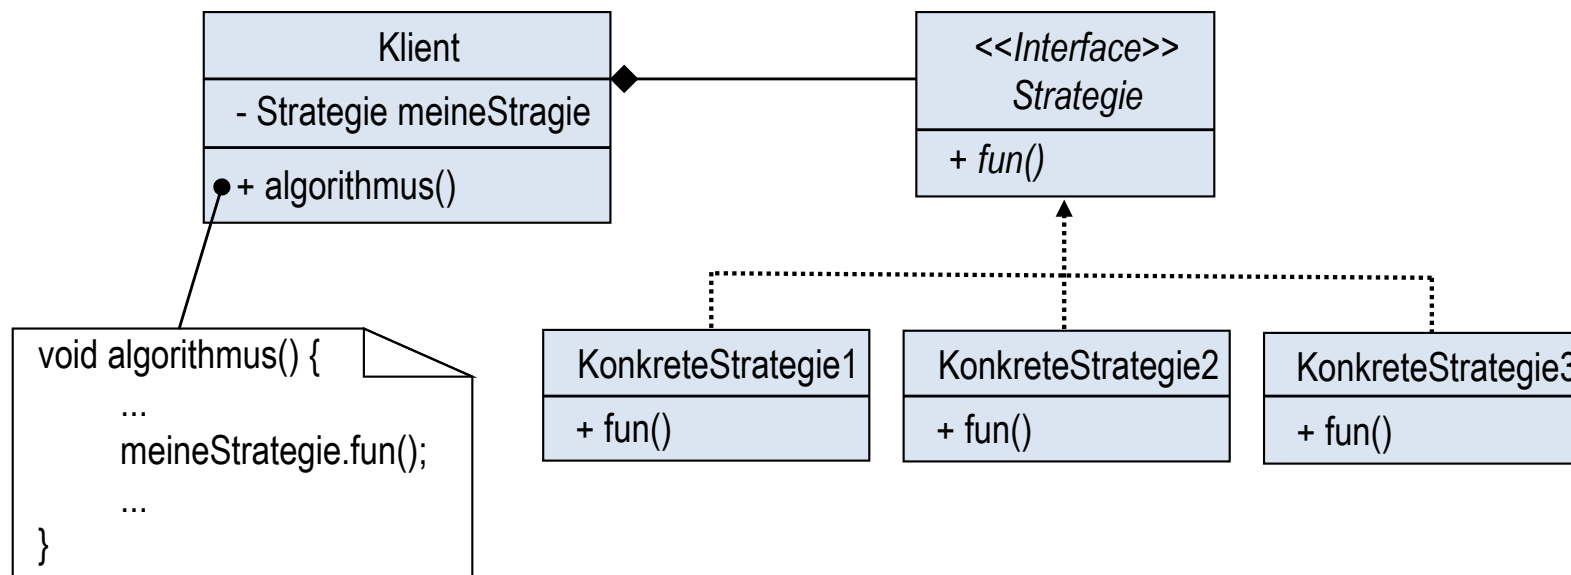 Klient
- Strategie meineStragie
+ algorithmus()
<<Interface>>
Strategie
+ fun()
void algorithmus() {
...
meineStrategie.fun();
...
}
KonkreteStrategie1
+ fun()
KonkreteStrategie2
+ fun()
KonkreteStrategie3
+ fun()